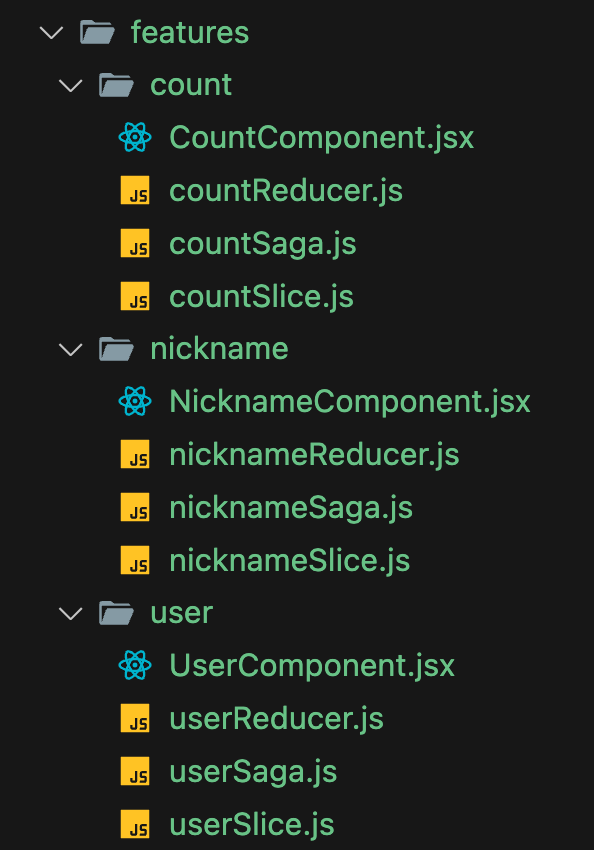 features
count
CountComponent.jsx
JS countReducer.js
JS countSaga.js
JS countSlice.js
nickname
NicknameComponent.jsx
JS nicknameReducer.js
JS nicknameSaga.js
JS nicknameSlice.js
user
UserComponent.jsx
JS userReducer.js
JS userSaga.js
JS userSlice.js